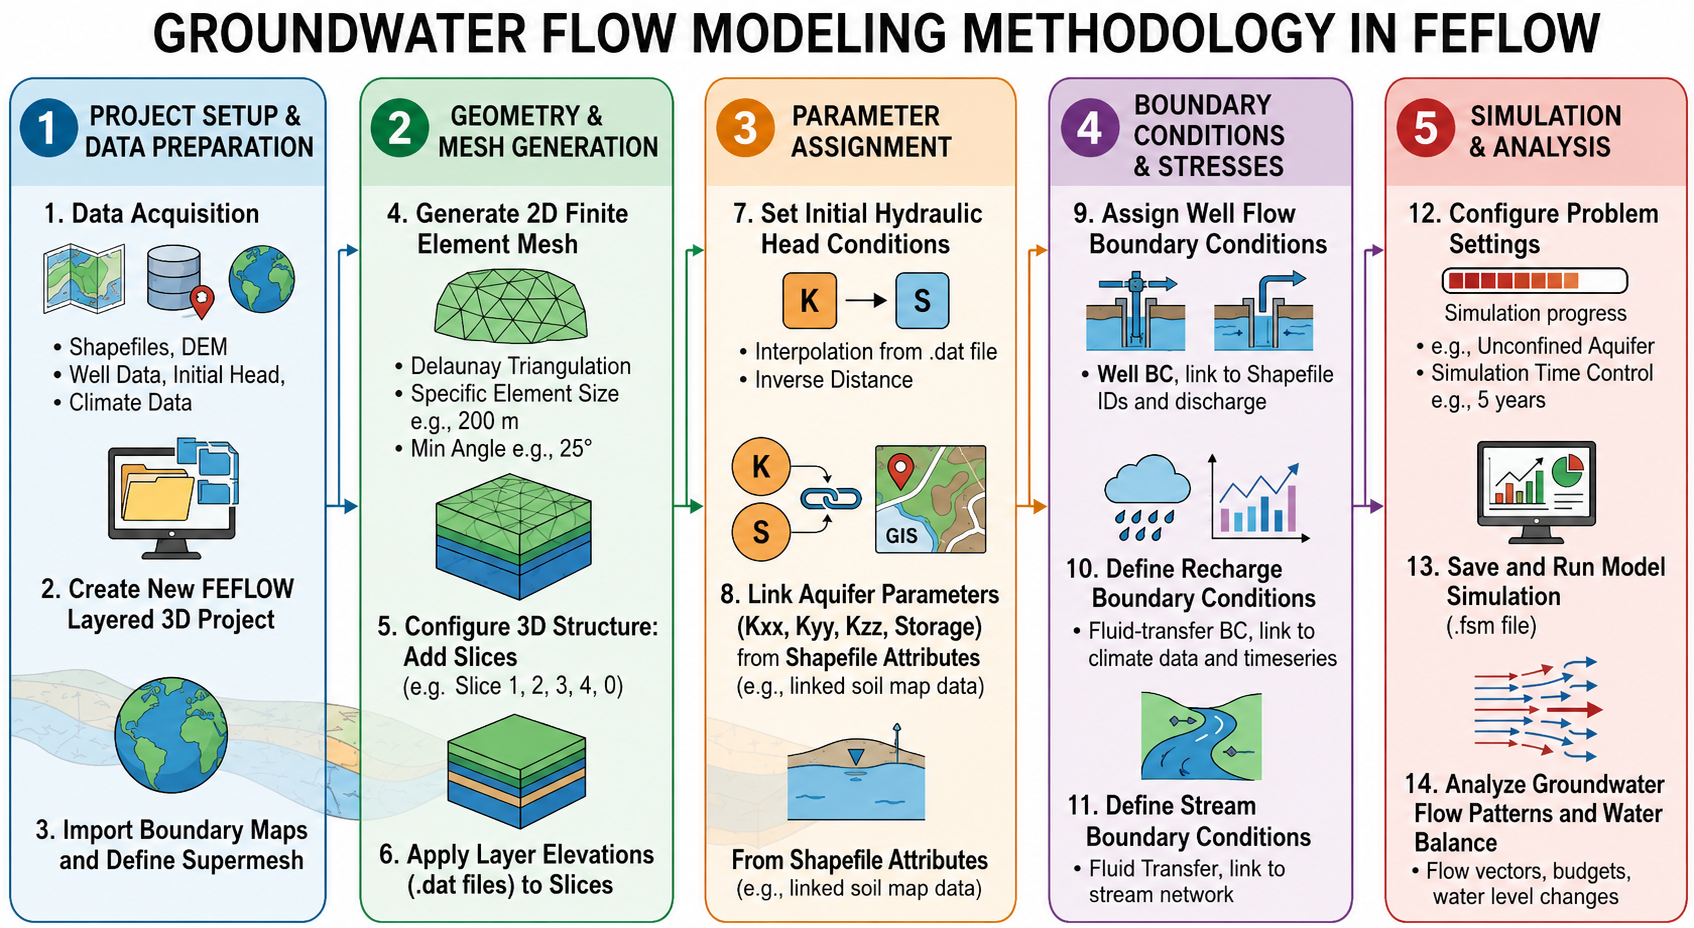 GROUNDWATER FLOW MODELING METHODOLOGY IN FEFLOW
1 PROJECT SETUP &
DATA PREPARATION
1. Data Acquisition
• Shapefiles, DEM
• Well Data, Initial Head,
• Climate Data
2. Create New FEFLOW
Layered 3D Project
3. Import Boundary Maps
and Define Supermesh
2 GEOMETRY &
MESH GENERATION
4. Generate 2D Finite
Element Mesh
• Delaunay Triangulation
• Specific Element Size
e.g., 200 m
• Min Angle e.g., 25°
5. Configure 3D Structure:
Add Slices
(e.g. Slice 1, 2, 3, 4, 0)
6. Apply Layer Elevations
(.dat files) to Slices
3 PARAMETER
ASSIGNMENT
7. Set Initial Hydraulic
Head Conditions
K S
• Interpolation from .dat file
• Inverse Distance
K
S
GIS
8. Link Aquifer Parameters
(Kxx, Kyy, Kzz, Storage)
from Shapefile Attributes
(e.g., linked soil map data)
From Shapefile Attributes
(e.g., linked soil map data)
4 BOUNDARY
CONDITIONS
& STRESSES
9. Assign Well Flow
Boundary Conditions
• Well BC, link to Shapefile
IDs and discharge
10. Define Recharge
Boundary Conditions
• Fluid-transfer BC, link to
climate data and timeseries
11. Define Stream
Boundary Conditions
• Fluid Transfer, link to
stream network
5 SIMULATION
& ANALYSIS
12. Configure Problem
Settings
Simulation progress
• e.g., Unconfined Aquifer
• Simulation Time Control
e.g., 5 years
13. Save and Run Model
Simulation
(.fsm file)
14. Analyze Groundwater
Flow Patterns and Water
Balance
• Flow vectors, budgets,
water level changes